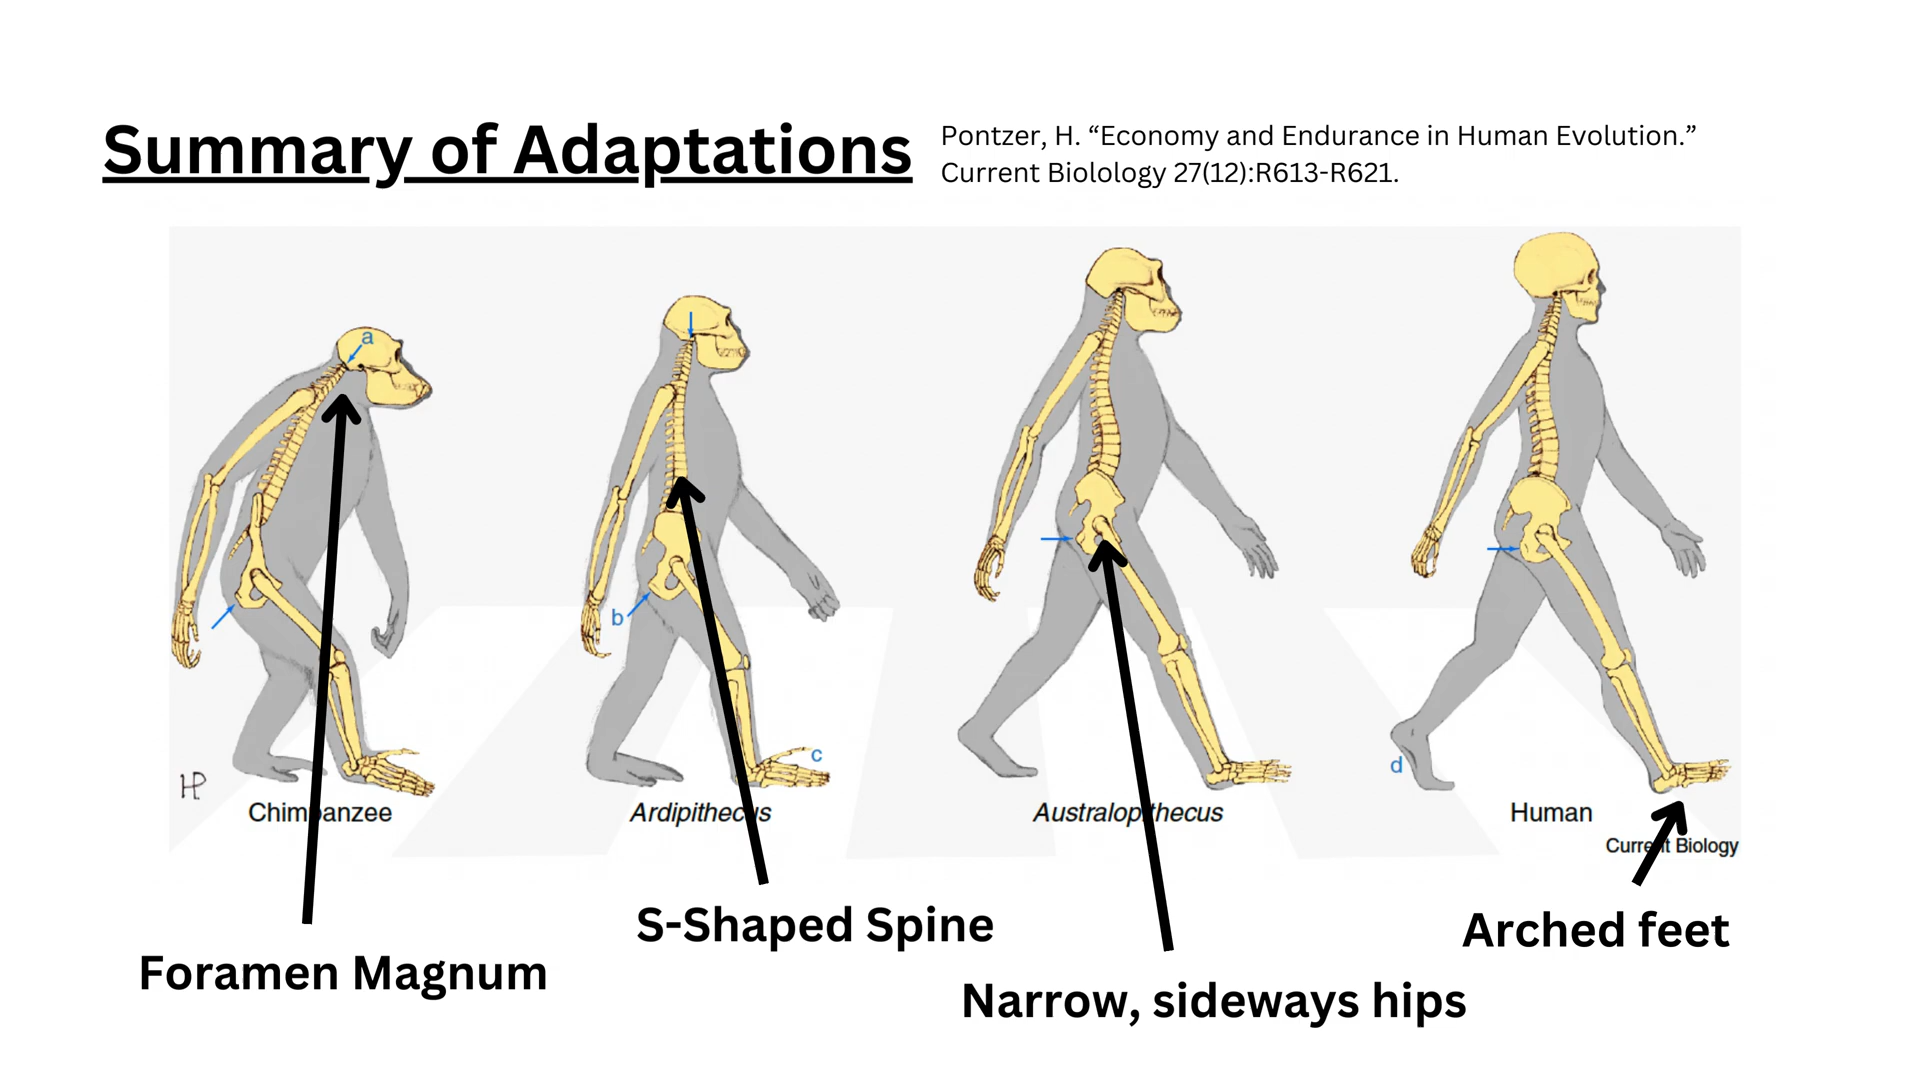 Summary of Adaptations
Pontzer, H. “Economy and Endurance in Human Evolution.”
Current Biolology 27(12):R613-R621.
a
b
c
d
HP
Chimpanzee
Ardipithecus
Australopithecus
Human
Current Biology
S-Shaped Spine
Arched feet
Foramen Magnum
Narrow, sideways hips